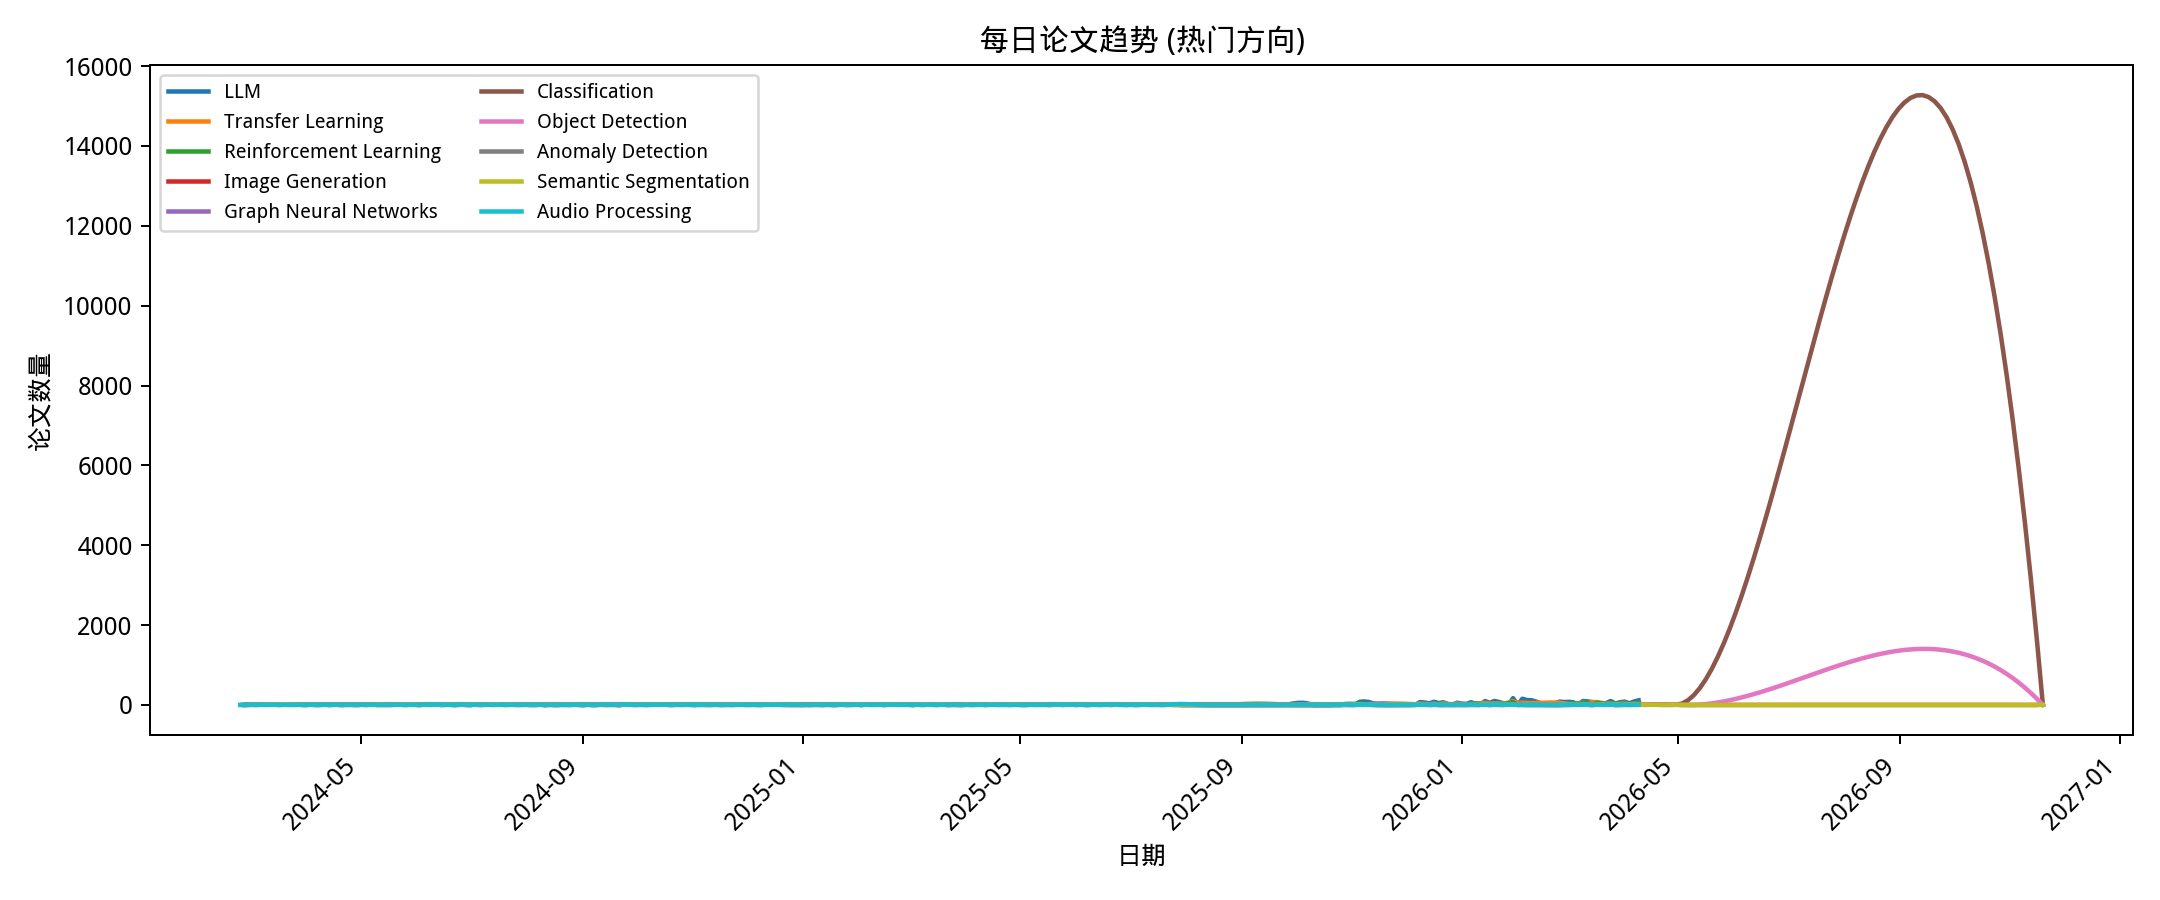 每日论文趋势 (热门方向)
16000
14000
12000
10000
8000
6000
4000
2000
0
论文数量
LLM
Transfer Learning
Reinforcement Learning
Image Generation
Graph Neural Networks
Classification
Object Detection
Anomaly Detection
Semantic Segmentation
Audio Processing
2024-05
2024-09
2025-01
2025-05
2025-09
2026-01
2026-05
2026-09
2027-01
日期